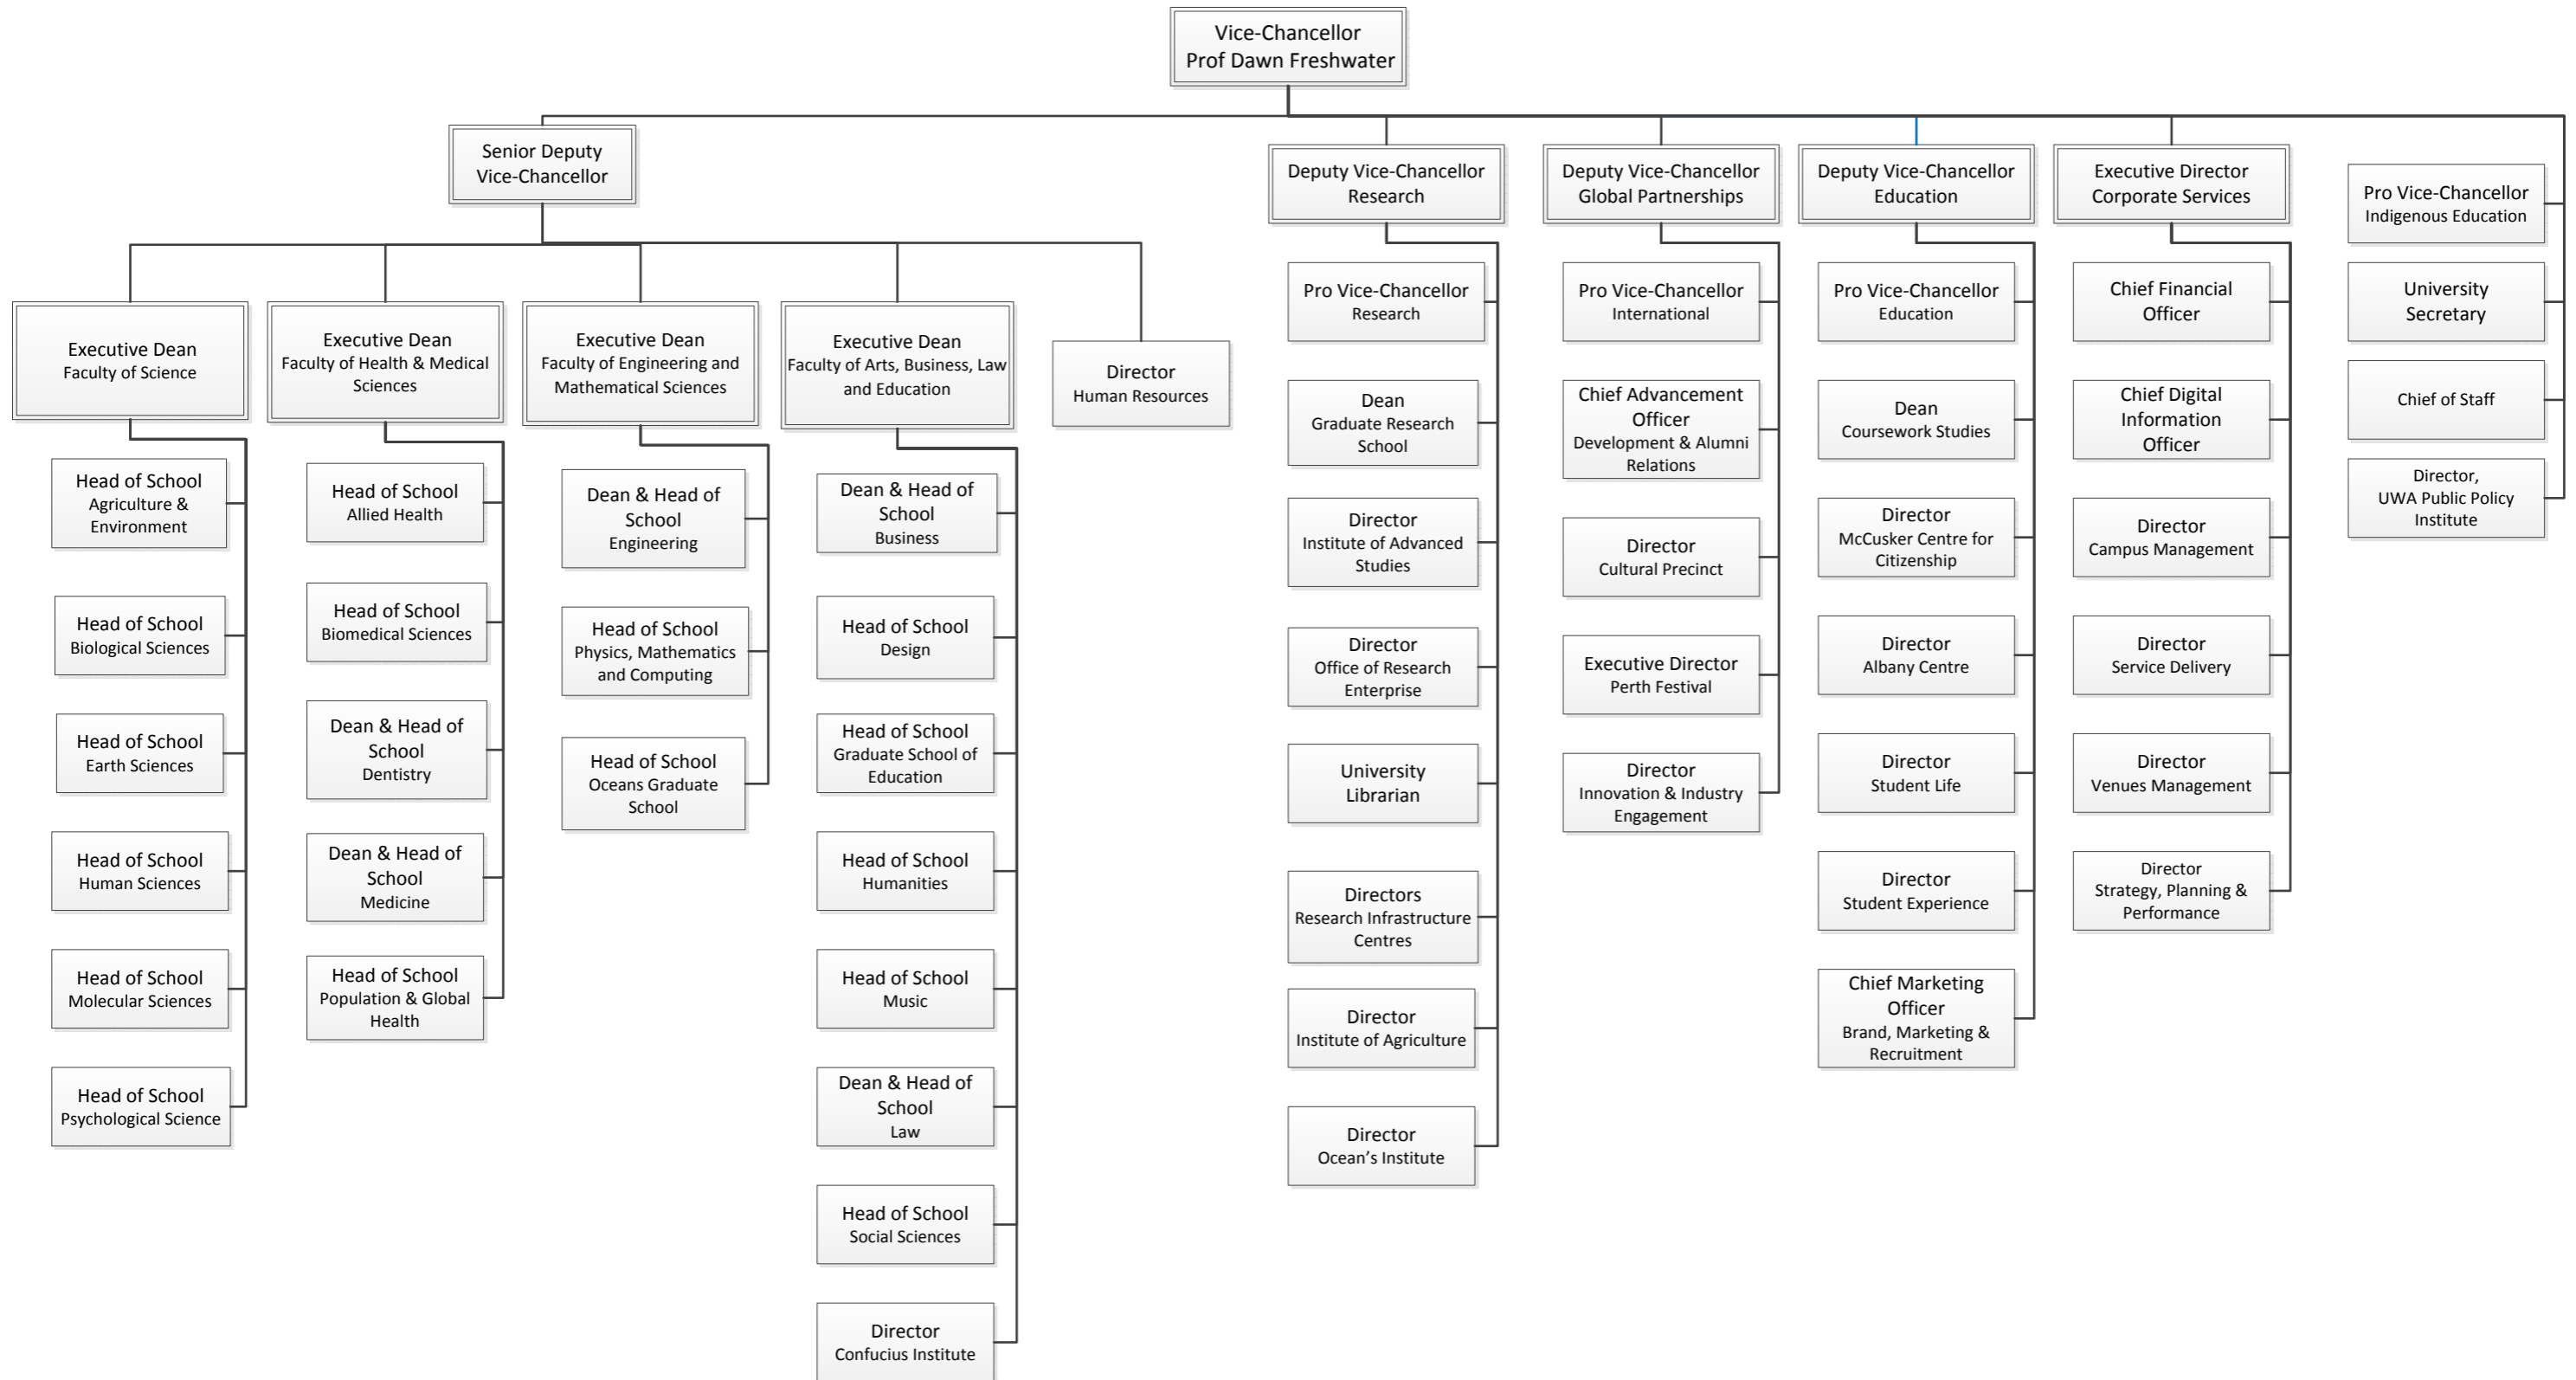 Vice-Chancellor
Prof Dawn Freshwater
Senior Deputy
Vice-Chancellor
Deputy Vice-Chancellor
Research
Deputy Vice-Chancellor
Global Partnerships
Deputy Vice-Chancellor
Education
Executive Director
Corporate Services
Pro Vice-Chancellor
Indigenous Education
University
Secretary
Chief of Staff
Director,
UWA Public Policy
Institute
Executive Dean
Faculty of Science
Executive Dean
Faculty of Health & Medical
Sciences
Executive Dean
Faculty of Engineering and
Mathematical Sciences
Executive Dean
Faculty of Arts, Business, Law
and Education
Director
Human Resources
Head of School
Agriculture &
Environment
Head of School
Biological Sciences
Head of School
Earth Sciences
Head of School
Human Sciences
Head of School
Molecular Sciences
Head of School
Psychological Science
Head of School
Allied Health
Head of School
Biomedical Sciences
Dean & Head of
School
Dentistry
Dean & Head of
School
Medicine
Head of School
Population & Global
Health
Dean & Head of
School
Engineering
Head of School
Physics, Mathematics
and Computing
Head of School
Oceans Graduate
School
Dean & Head of
School
Business
Head of School
Design
Head of School
Graduate School of
Education
Head of School
Humanities
Head of School
Music
Dean & Head of
School
Law
Head of School
Social Sciences
Director
Confucius Institute
Pro Vice-Chancellor
Research
Dean
Graduate Research
School
Director
Institute of Advanced
Studies
Director
Office of Research
Enterprise
University
Librarian
Directors
Research Infrastructure
Centres
Director
Institute of Agriculture
Director
Ocean’s Institute
Pro Vice-Chancellor
International
Chief Advancement
Officer
Development & Alumni
Relations
Director
Cultural Precinct
Executive Director
Perth Festival
Director
Innovation & Industry
Engagement
Pro Vice-Chancellor
Education
Dean
Coursework Studies
Director
McCusker Centre for
Citizenship
Director
Albany Centre
Director
Student Life
Director
Student Experience
Chief Marketing
Officer
Brand, Marketing &
Recruitment
Chief Financial
Officer
Chief Digital
Information
Officer
Director
Campus Management
Director
Service Delivery
Director
Venues Management
Director
Strategy, Planning &
Performance